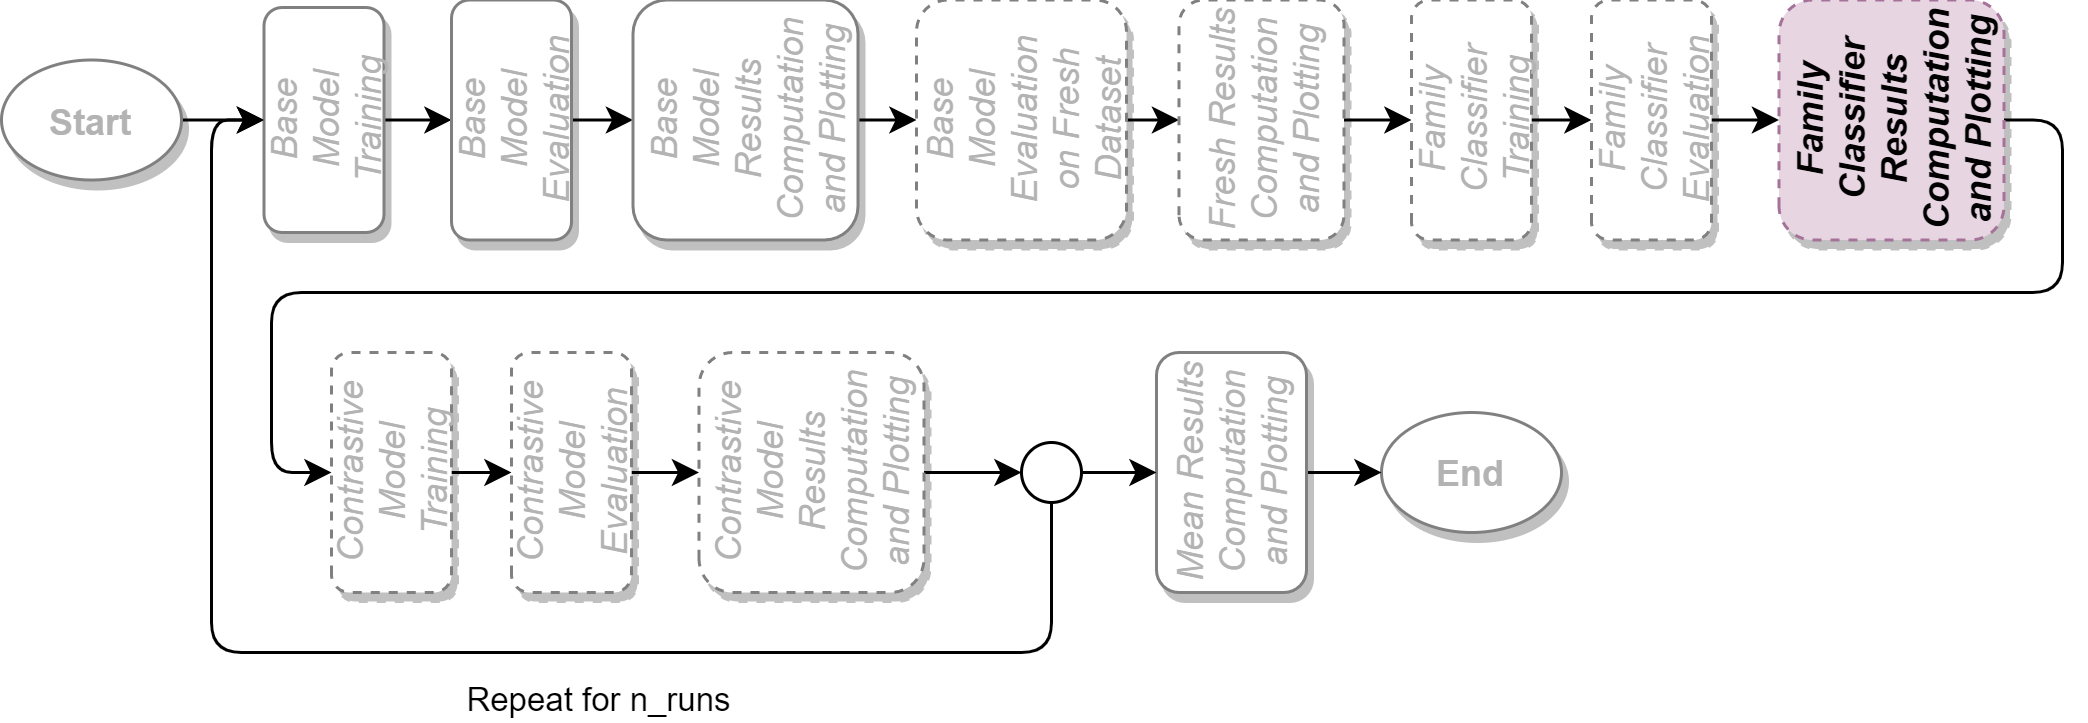 Start
Base
Model
Training
Base
Model
Evaluation
Base
Model
Results
Computation
and Plotting
Base
Model
Evaluation
on Fresh
Dataset
Fresh Results
Computation
and Plotting
Family
Classifier
Training
Family
Classifier
Evaluation
Family
Classifier
Results
Computation
and Plotting
Contrastive
Model
Training
Contrastive
Model
Evaluation
Contrastive
Model
Results
Computation
and Plotting
Mean Results
Computation
and Plotting
End
Repeat for n_runs